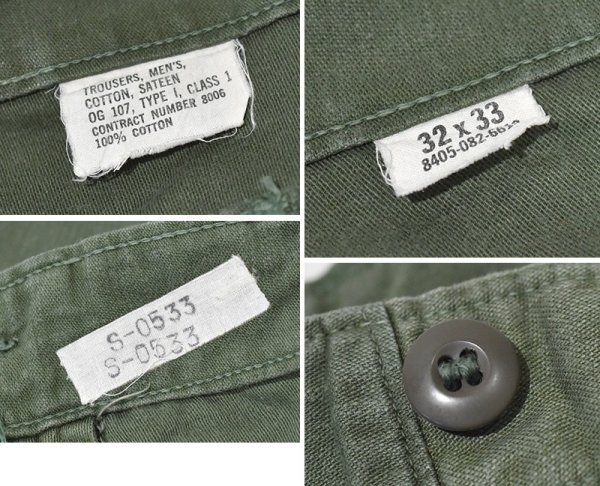 TROUSERS, MEN'S,
COTTON, SATEEN
OG 107, TYPE I, CLASS 1
CONTRACT NUMBER 8006
100% COTTON
32 x 33
S-0533
S-0533